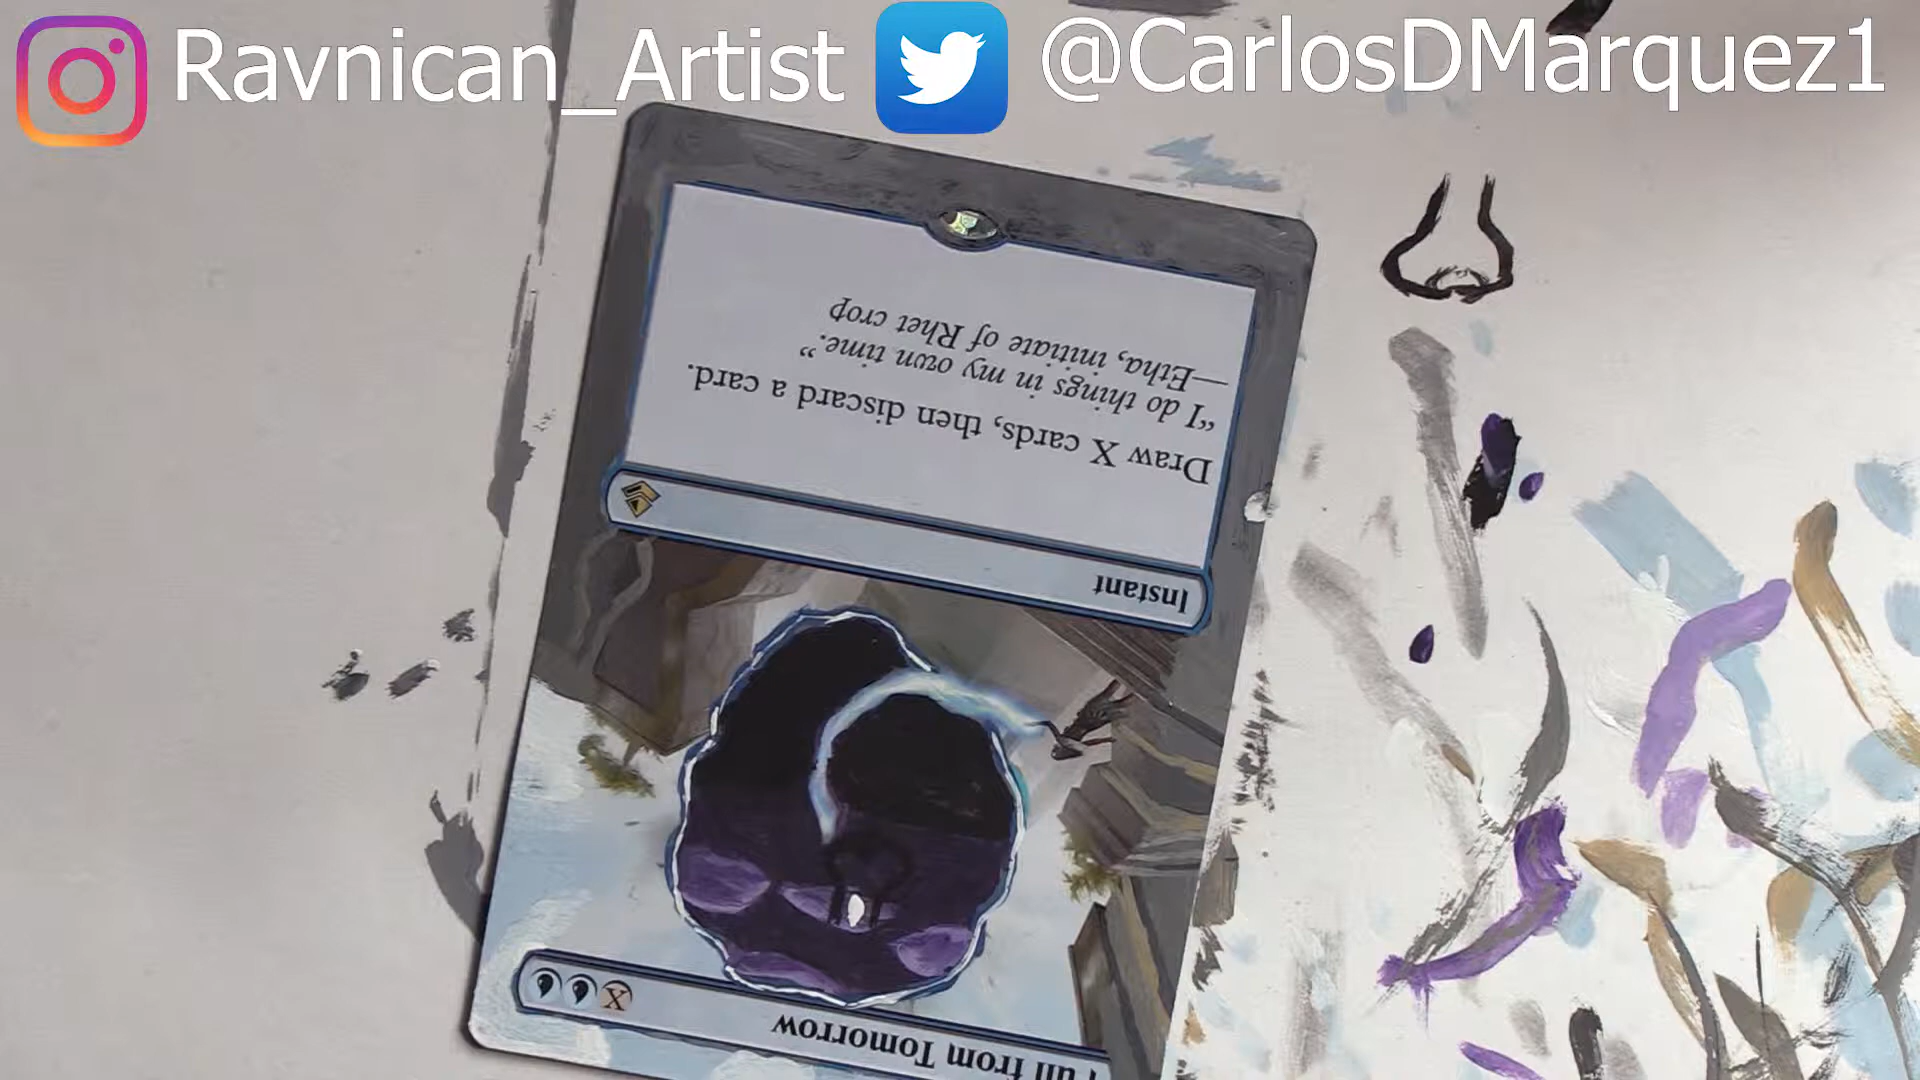 Ravnican_Artist
@CarlosDMarquez1
Pull from Tomorrow
X
Instant
Draw X cards, then discard a card.
“I do things in my own time.”
—Etha, initiate of Rhet crop